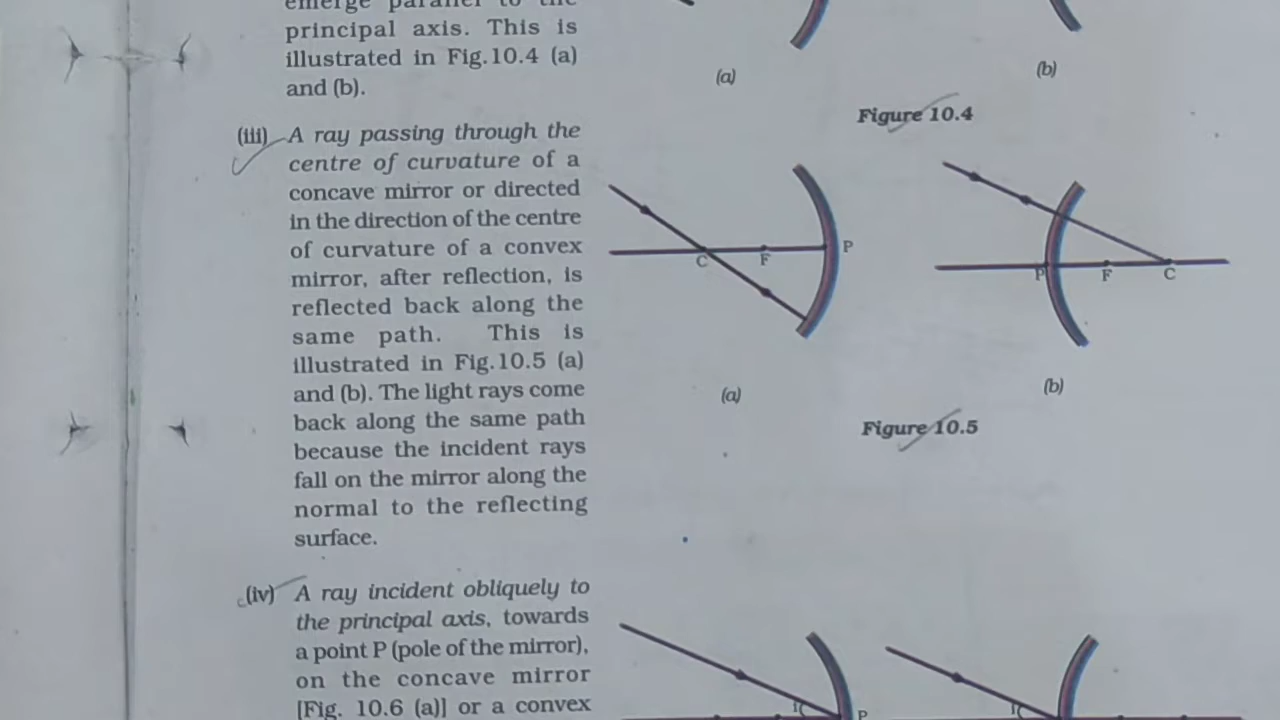 principal axis. This is
illustrated in Fig.10.4 (a)
and (b).
(a)
(b)
Figure 10.4
(iii) A ray passing through the
centre of curvature of a
concave mirror or directed
in the direction of the centre
of curvature of a convex
mirror, after reflection, is
reflected back along the
same path. This is
illustrated in Fig.10.5 (a)
and (b). The light rays come
back along the same path
because the incident rays
fall on the mirror along the
normal to the reflecting
surface.
C F P
P F C
(a)
(b)
Figure 10.5
(iv) A ray incident obliquely to
the principal axis, towards
a point P (pole of the mirror),
on the concave mirror
[Fig. 10.6 (a)] or a convex
P